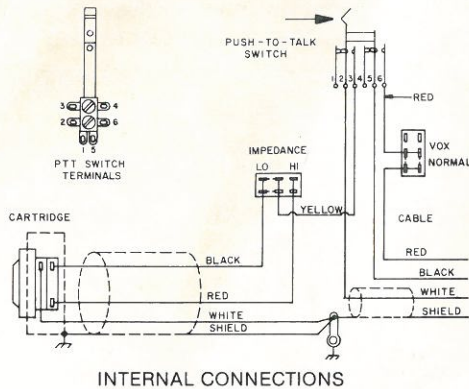 PUSH-TO-TALK
SWITCH
1 2 3 4 5 6
RED
3 4
2 6
1 5
PTT SWITCH
TERMINALS
IMPEDANCE
LO HI
VOX
NORMAL
YELLOW
CABLE
CARTRIDGE
BLACK
RED
RED
BLACK
WHITE
WHITE
SHIELD
SHIELD
INTERNAL CONNECTIONS